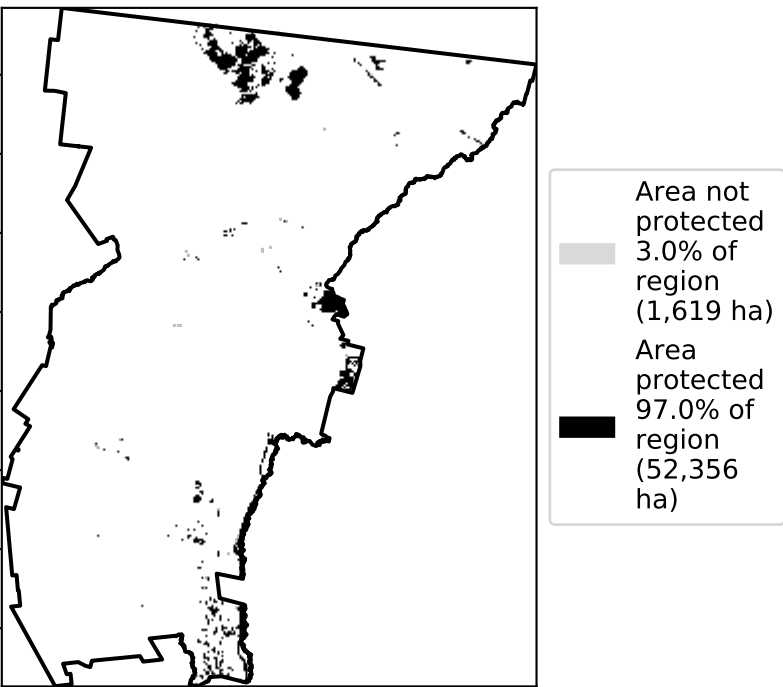 Area not
protected
3.0% of
region
(1,619 ha)
Area
protected
97.0% of
region
(52,356
ha)